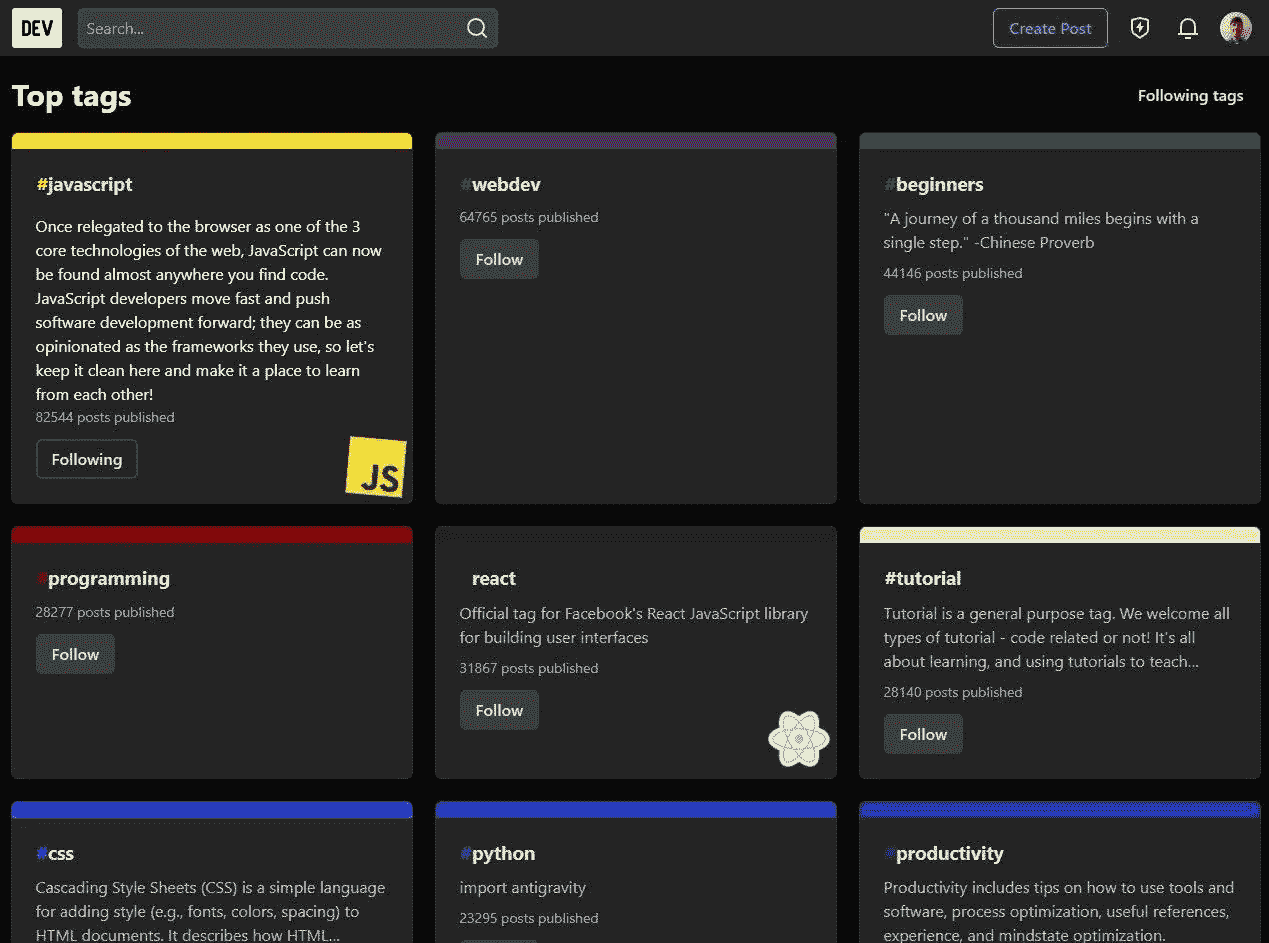 DEV
Search...
Create Post
Top tags
Following tags
#javascript
Once relegated to the browser as one of the 3
core technologies of the web, JavaScript can now
be found almost anywhere you find code.
JavaScript developers move fast and push
software development forward; they can be as
opinionated as the frameworks they use, so let's
keep it clean here and make it a place to learn
from each other!
82544 posts published
Following
JS
#webdev
64765 posts published
Follow
#beginners
"A journey of a thousand miles begins with a
single step." -Chinese Proverb
44146 posts published
Follow
#programming
28277 posts published
Follow
react
Official tag for Facebook's React JavaScript library
for building user interfaces
31867 posts published
Follow
#tutorial
Tutorial is a general purpose tag. We welcome all
types of tutorial - code related or not! It's all
about learning, and using tutorials to teach...
28140 posts published
Follow
#css
Cascading Style Sheets (CSS) is a simple language
for adding style (e.g., fonts, colors, spacing) to
HTML documents. It describes how HTML...
#python
import antigravity
23295 posts published
#productivity
Productivity includes tips on how to use tools and
software, process optimization, useful references,
experience, and mindstate optimization.